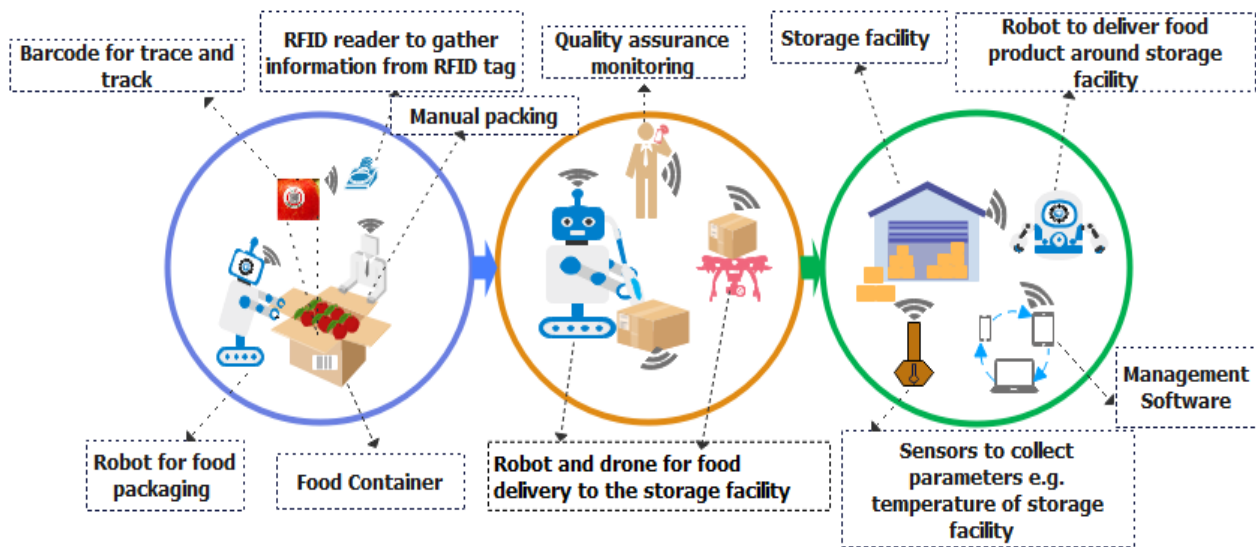 Barcode for trace and
track
RFID reader to gather
information from RFID tag
Manual packing
Quality assurance
monitoring
Storage facility
Robot to deliver food
product around storage
facility
Robot for food
packaging
Food Container
Robot and drone for food
delivery to the storage facility
Sensors to collect
parameters e.g.
temperature of storage
facility
Management
Software